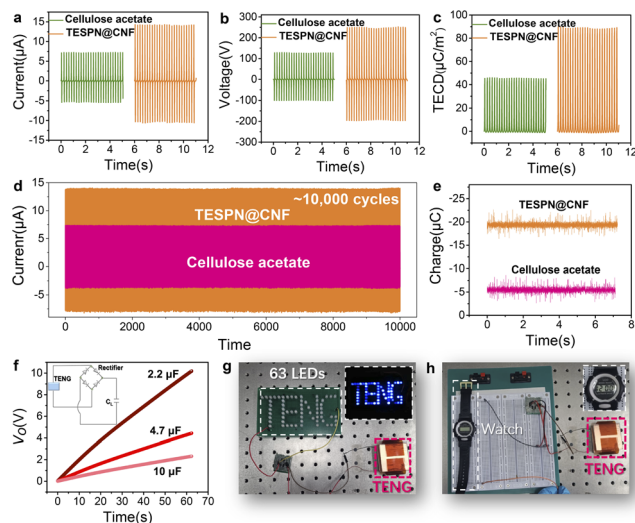 a
Cellulose acetate
TESPN@CNF
Current(μA)
15
10
5
0
-5
-10
-15
0 2 4 6 8 10 12
Time(s)
b
Cellulose acetate
TESPN@CNF
Voltage(V)
300
200
100
0
-100
-200
-300
0 2 4 6 8 10 12
Time(s)
c
Cellulose acetate
TESPN@CNF
TECD(μC/m²)
100
80
60
40
20
0
0 2 4 6 8 10 12
Time(s)
d
~10,000 cycles
TESPN@CNF
Cellulose acetate
Currenr(μA)
15
10
5
0
-5
0 2000 4000 6000 8000 10000
Time
e
TESPN@CNF
Cellulose acetate
Charge(μC)
-25
-20
-15
-10
-5
0
0 2 4 6 8
Time(s)
f
TENG
Rectifier
CL
2.2 μF
4.7 μF
10 μF
10
8
6
4
2
0
0 10 20 30 40 50 60 70
Time(s)
g
63 LEDs
TENG
TENG
TENG
h
Watch
TENG